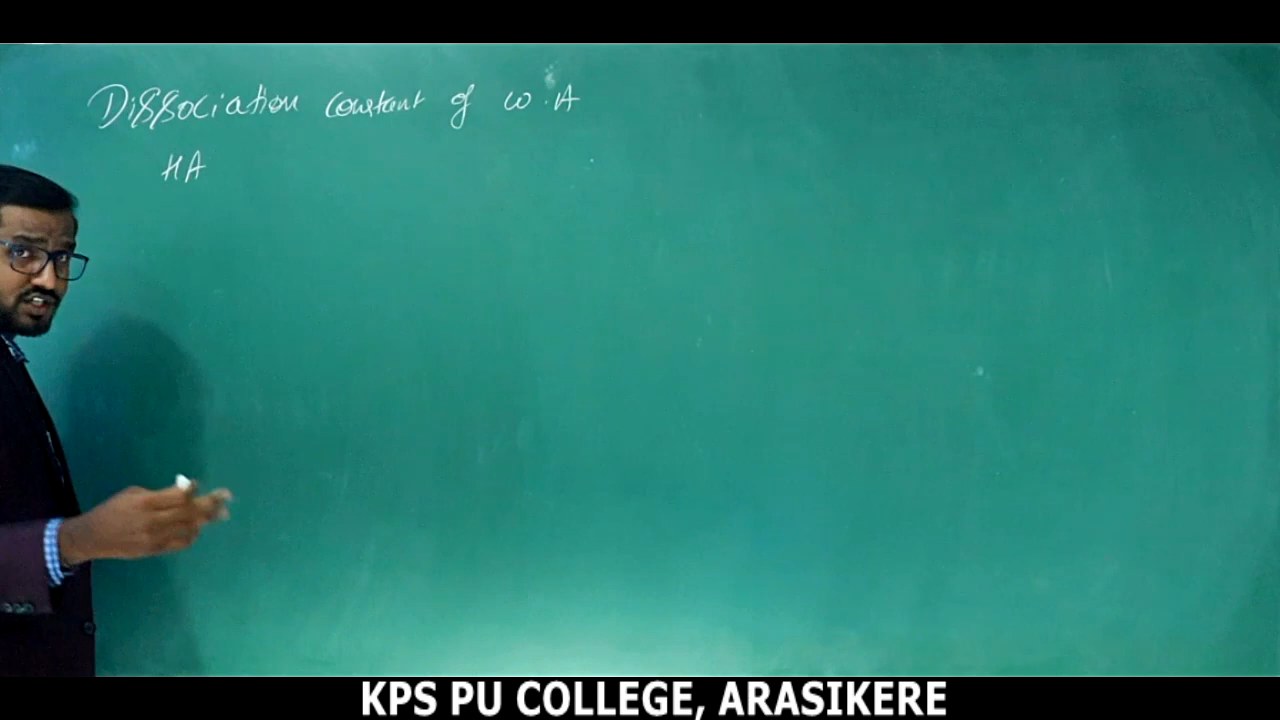 Dissociation constant of W.A
HA
KPS PU COLLEGE, ARASIKERE